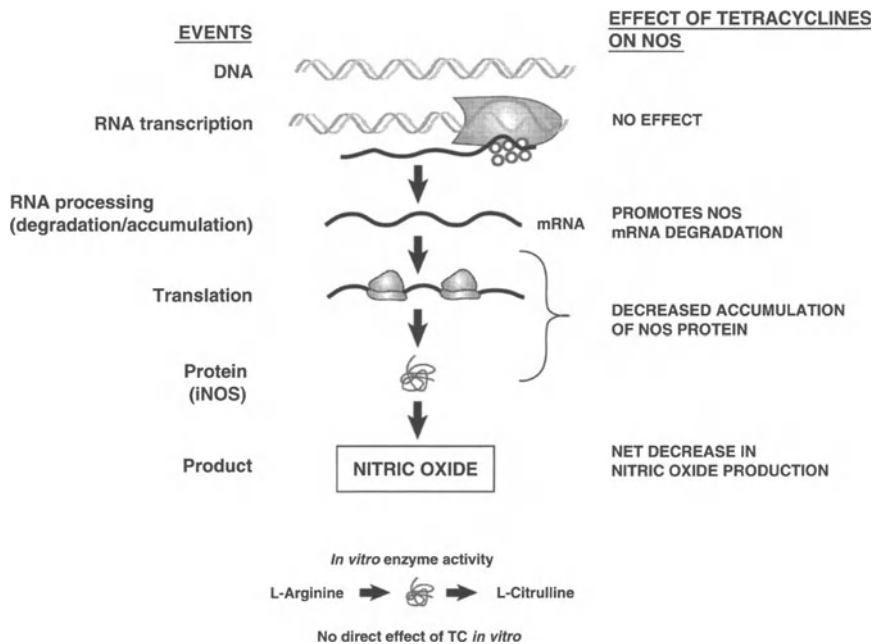 EVENTS
EFFECT OF TETRACYCLINES
ON NOS
DNA
RNA transcription
NO EFFECT
RNA processing
(degradation/accumulation)
mRNA
PROMOTES NOS
mRNA DEGRADATION
Translation
DECREASED ACCUMULATION
OF NOS PROTEIN
Protein
(iNOS)
Product
NITRIC OXIDE
NET DECREASE IN
NITRIC OXIDE PRODUCTION
In vitro enzyme activity
L-Arginine
L-Citrulline
No direct effect of TC in vitro